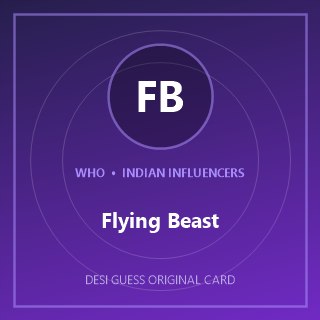 FB
WHO • INDIAN INFLUENCERS
Flying Beast
DESI GUESS ORIGINAL CARD